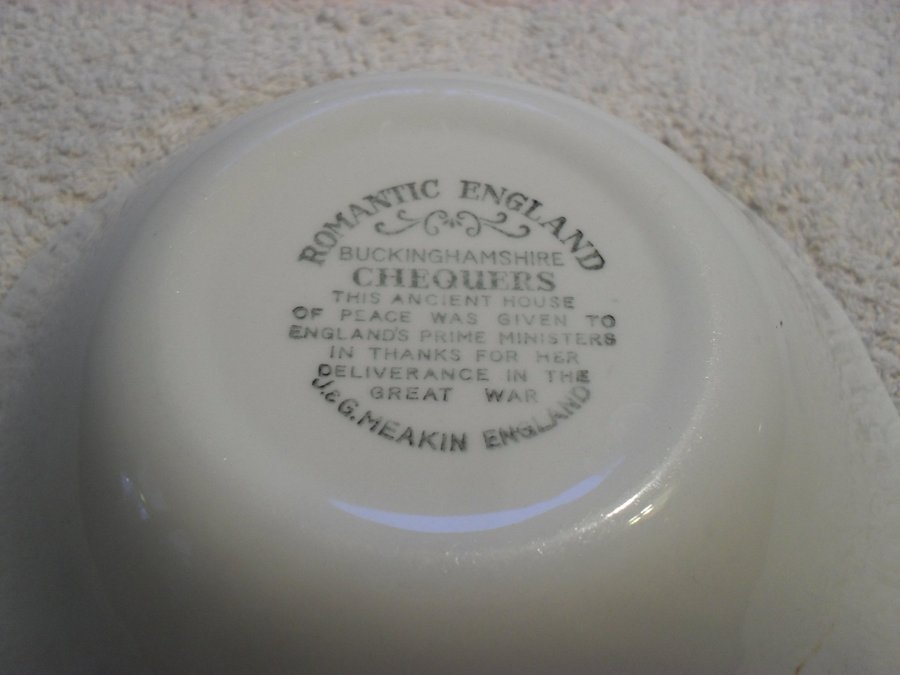 ROMANTIC ENGLAND
BUCKINGHAMSHIRE
CHEQUERS
THIS ANCIENT HOUSE
OF PEACE WAS GIVEN TO
ENGLAND'S PRIME MINISTERS
IN THANKS FOR HER
DELIVERANCE IN THE
GREAT WAR
J.&G. MEAKIN ENGLAND